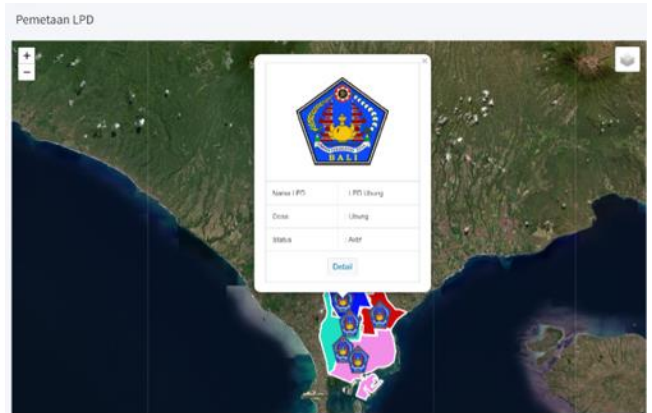 Pemetaan LPD
+
×
−
BALI
Nama LPD : LPD Ubung
Desa : Ubung
Status : Aktif
Detail